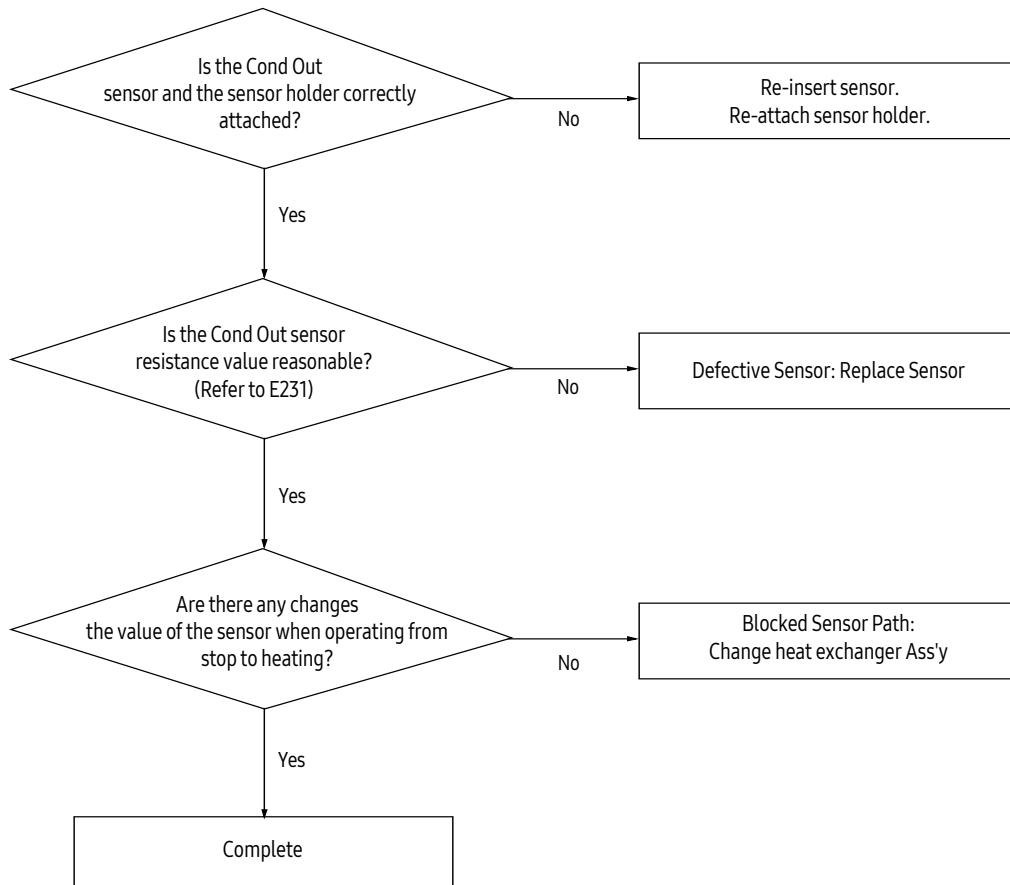 Is the Cond Out
sensor and the sensor holder correctly
attached?
No
Re-insert sensor.
Re-attach sensor holder.
Yes
Is the Cond Out sensor
resistance value reasonable?
(Refer to E231)
No
Defective Sensor: Replace Sensor
Yes
Are there any changes
the value of the sensor when operating from
stop to heating?
No
Blocked Sensor Path:
Change heat exchanger Ass'y
Yes
Complete